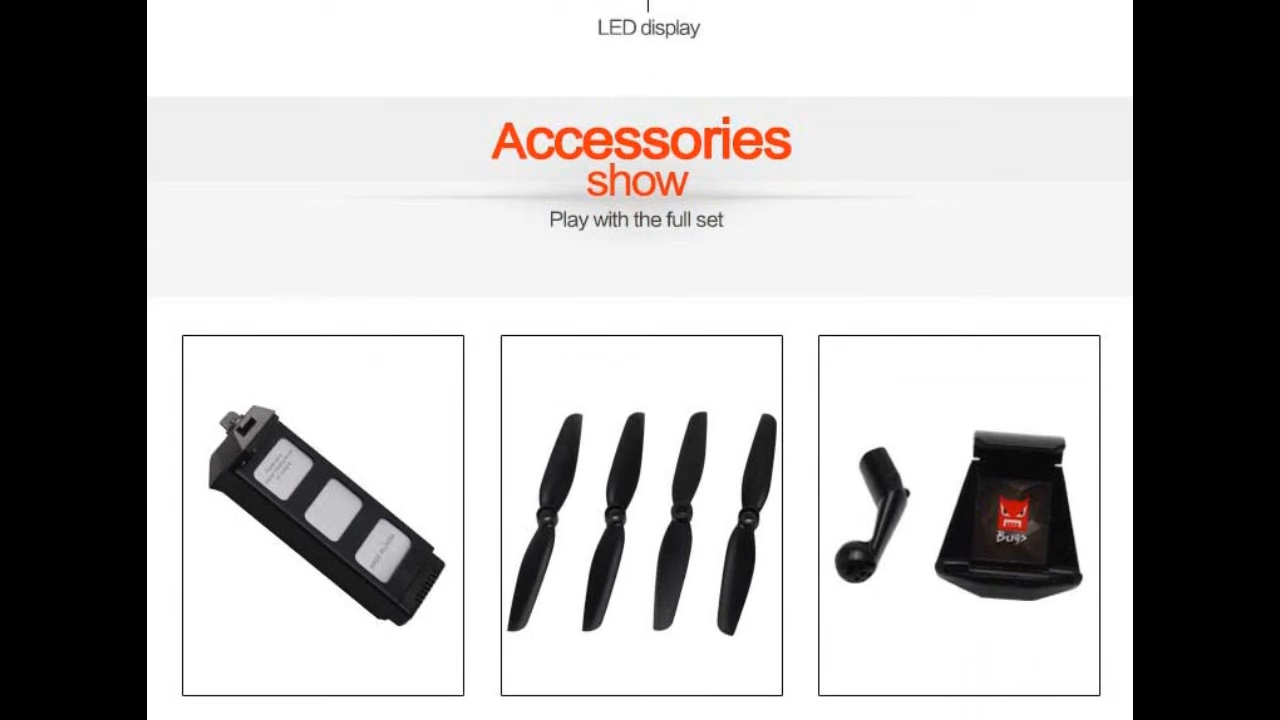 LED display
Accessories
show
Play with the full set
Bugs